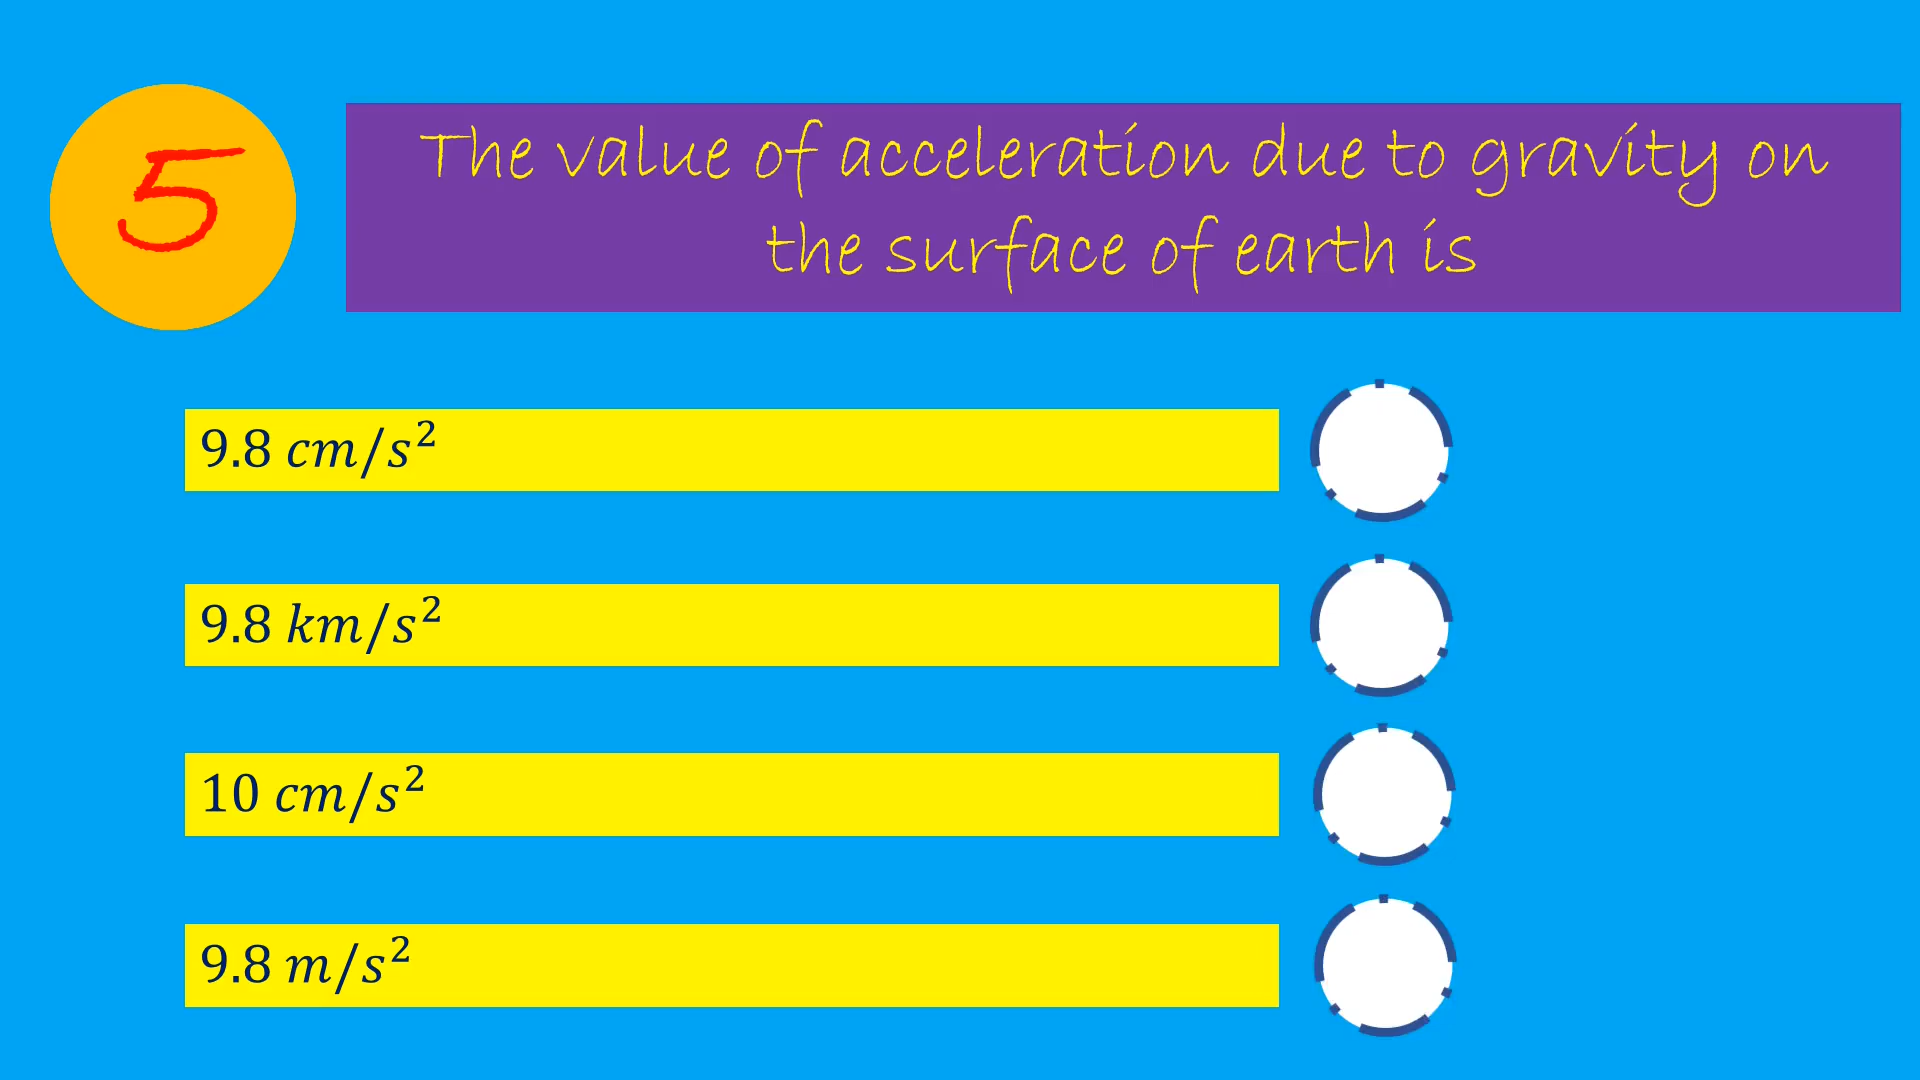 5
The value of acceleration due to gravity on
the surface of earth is
9.8 cm/s²
9.8 km/s²
10 cm/s²
9.8 m/s²